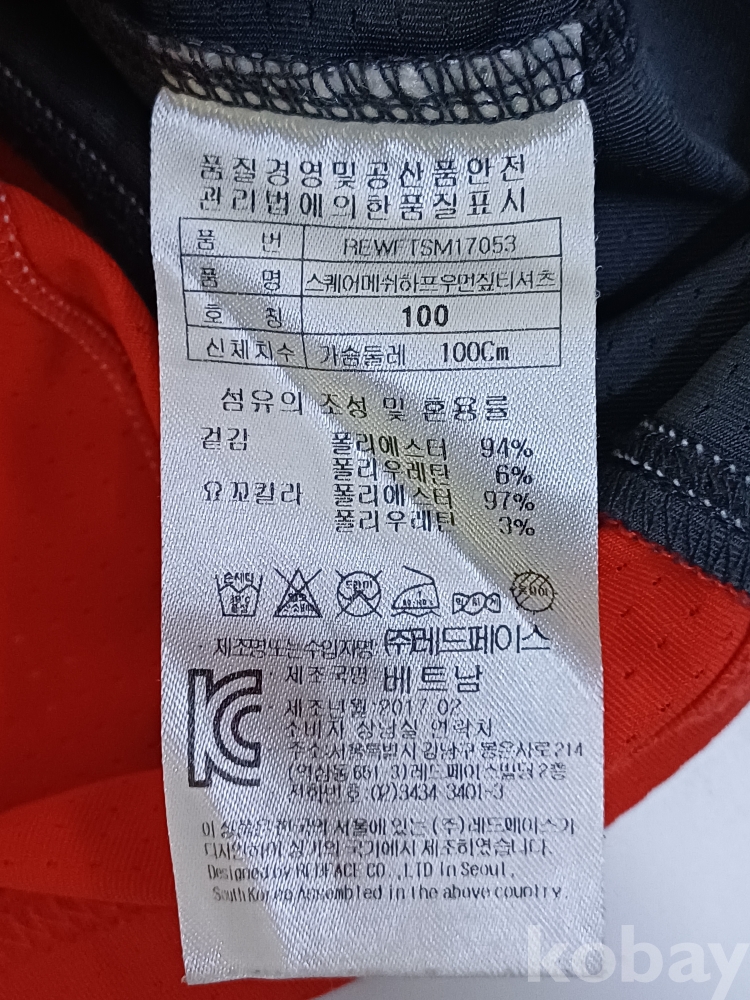 품질경영및공산품안전
관리법에의한품질표시
품 번 REWFTSM17053
품 명 스퀘어메쉬하프우먼짚티셔츠
호 칭 100
신체치수 가슴둘레 100Cm
섬유의 조성 및 혼용률
겉감 폴리에스터 94%
폴리우레탄 6%
요꼬칼라 폴리에스터 97%
폴리우레탄 3%
손세탁 드라이
제조명또는수입자명: (주)레드페이스
제조국명: 베트남
제조년월: 2017.02
소비자 상담실 연락처
주소:서울특별시 강남구 봉은사로214
(역삼동 651-3)레드페이스빌딩2층
전화번호:02)3434-3401~3
이 상품은 한국의 서울에 있는 (주)레드페이스가
디자인하여 상기의 국가에서 제조하였습니다.
Designed by REDFACE CO.,LTD in Seoul,
South Korea Assembled in the above country.
kobay